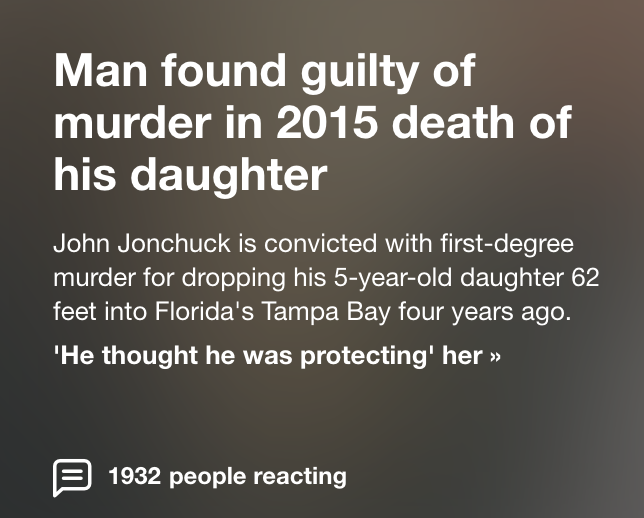 Man found guilty of
murder in 2015 death of
his daughter
John Jonchuck is convicted with first-degree
murder for dropping his 5-year-old daughter 62
feet into Florida's Tampa Bay four years ago.
'He thought he was protecting' her »
1932 people reacting